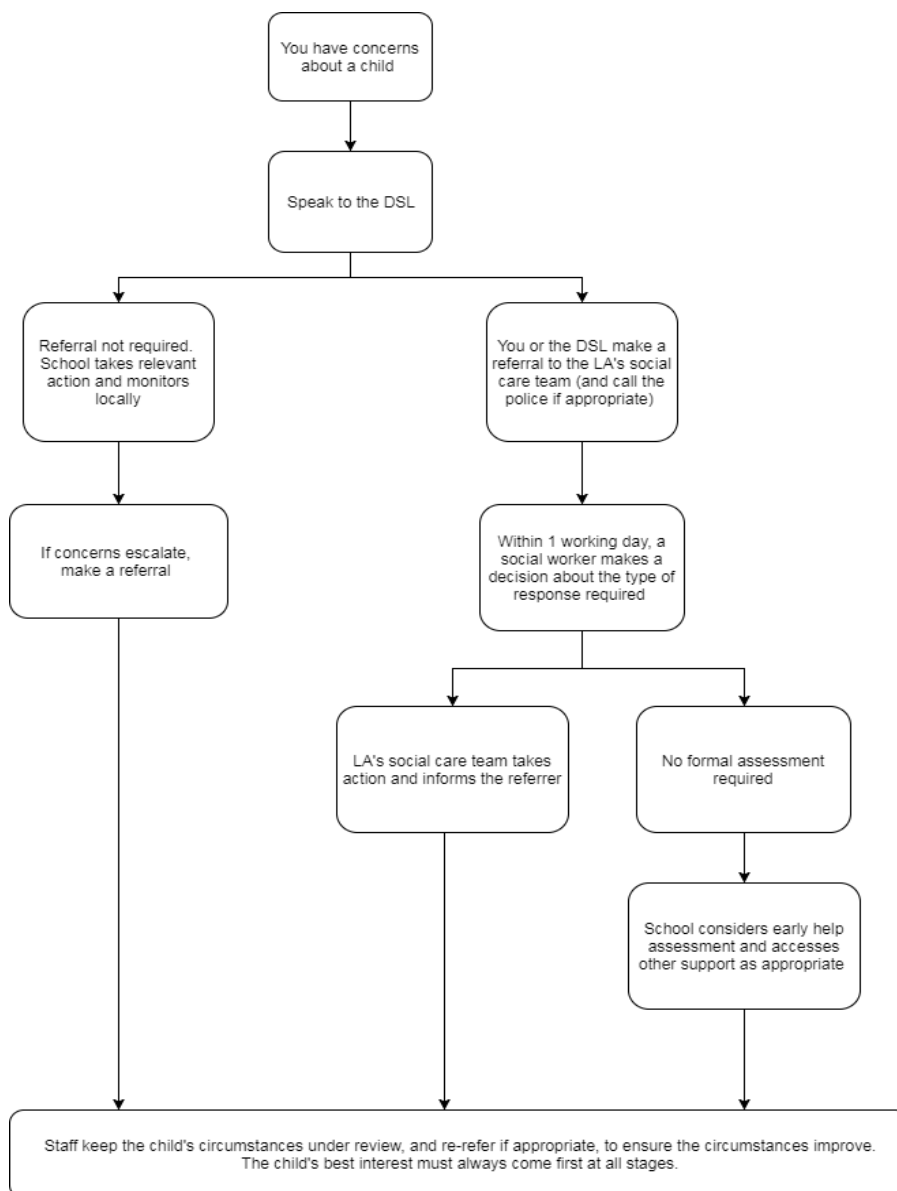 You have concerns
about a child
Speak to the DSL
Referral not required.
School takes relevant
action and monitors
locally
You or the DSL make a
referral to the LA's social
care team (and call the
police if appropriate)
If concerns escalate,
make a referral
Within 1 working day, a
social worker makes a
decision about the type of
response required
LA's social care team takes
action and informs the referrer
No formal assessment
required
School considers early help
assessment and accesses
other support as appropriate
Staff keep the child's circumstances under review, and re-refer if appropriate, to ensure the circumstances improve.
The child's best interest must always come first at all stages.